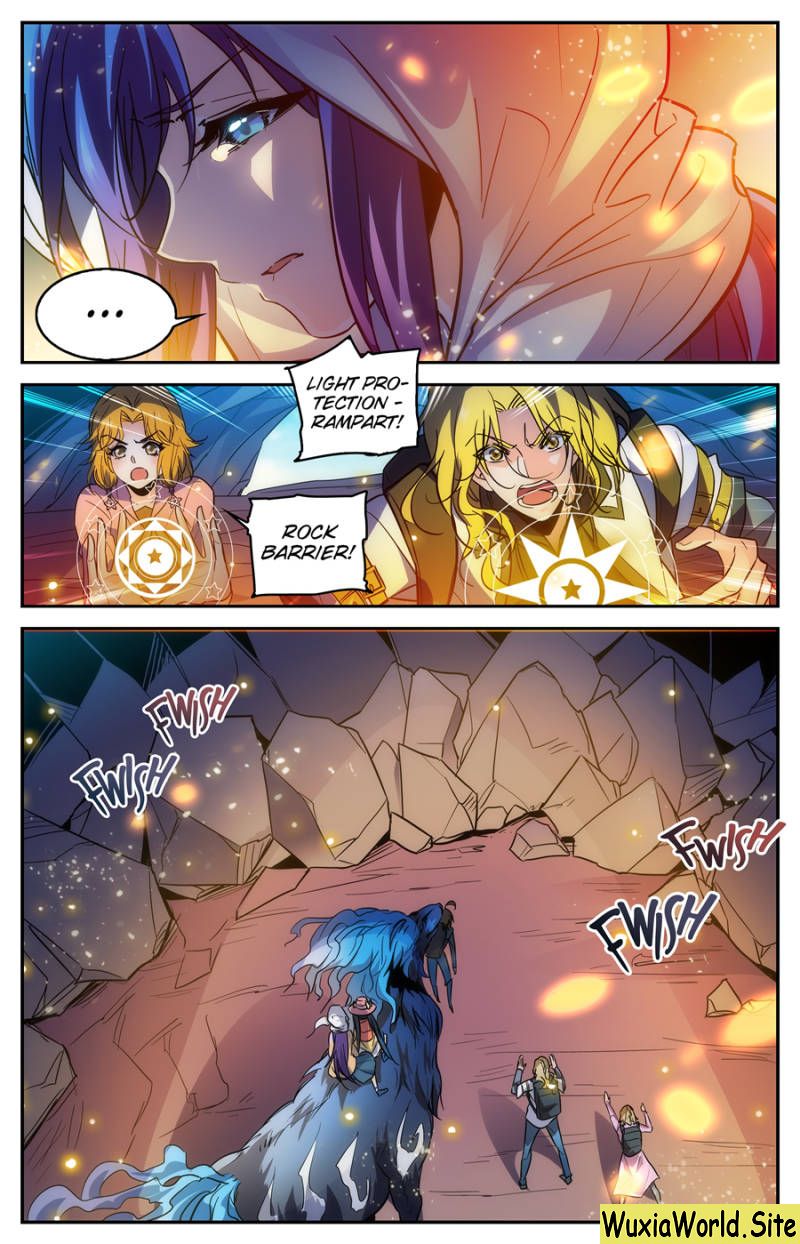 ...
LIGHT PRO-
TECTION -
RAMPART!
ROCK
BARRIER!
FWISH
FWISH
FWISH
FWISH
WuxiaWorld.Site